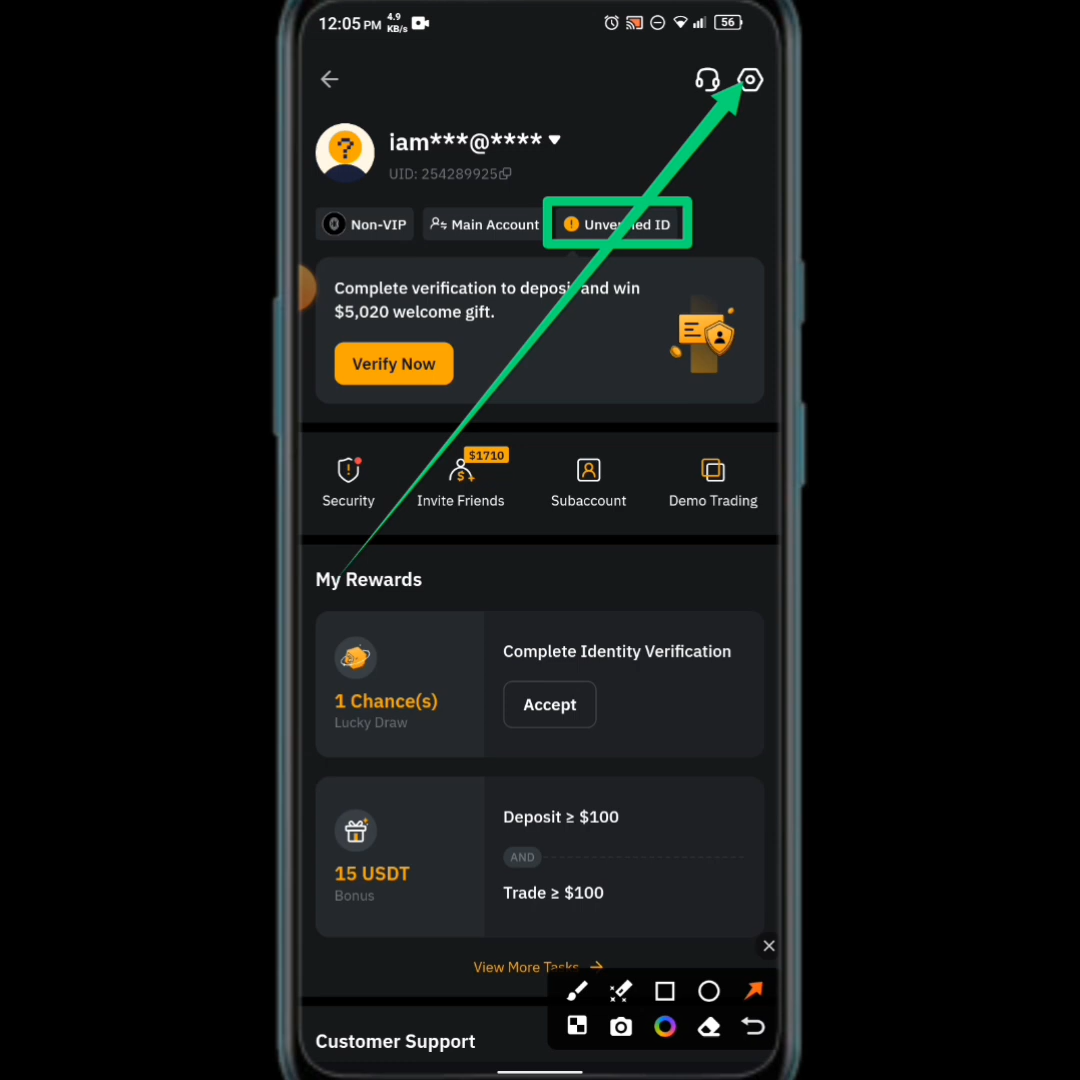 12:05 PM 4.9 KB/s 56
iam***@****
UID: 254289925
Non-VIP Main Account ID
Complete verification to deposit and win
$5,020 welcome gift.
Verify Now
$1710
Security Invite Friends Subaccount Demo Trading
My Rewards
Complete Identity Verification
1 Chance(s)
Lucky Draw
Accept
Deposit ≥ $100
AND
15 USDT
Bonus
Trade ≥ $100
View More Tasks
Customer Support